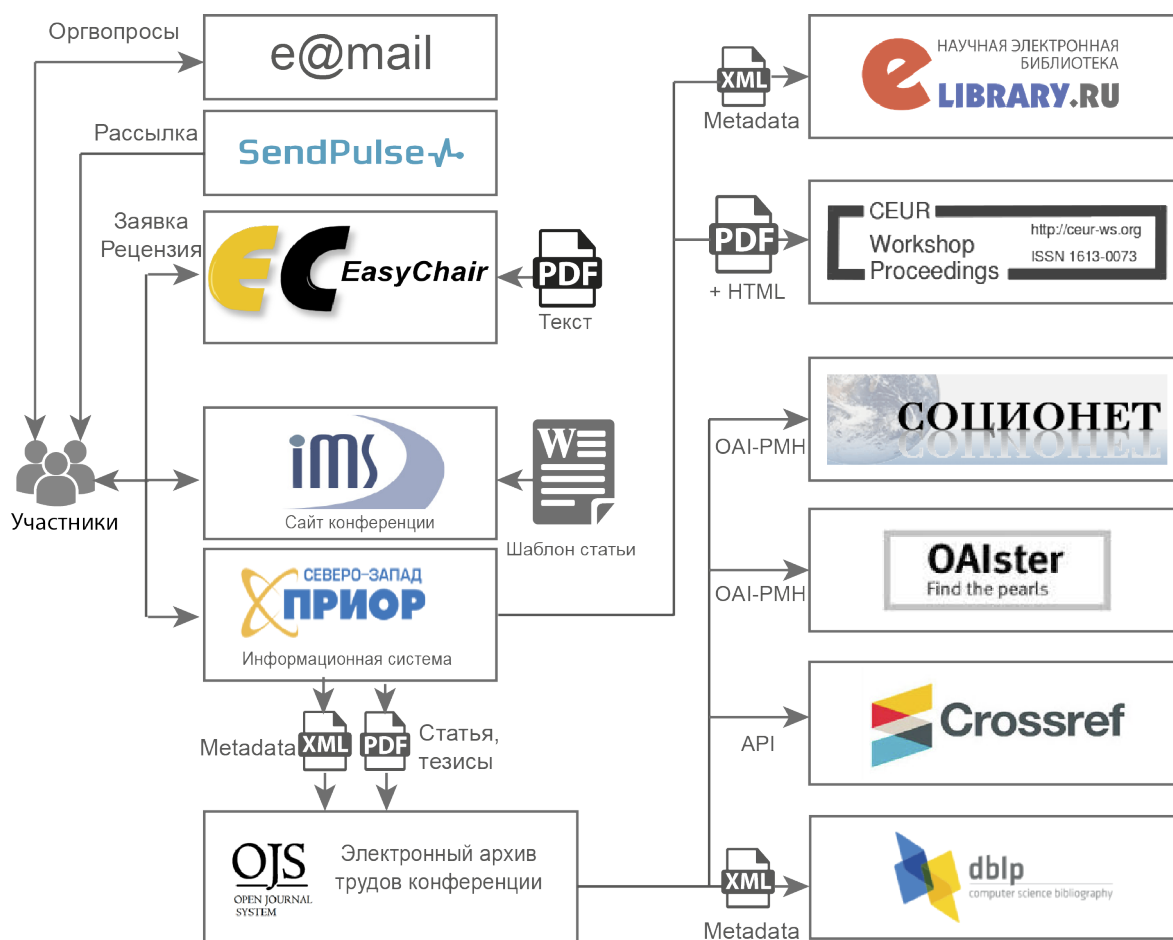 Оргвопросы
e@mail
Рассылка
SendPulse
Заявка
Рецензия
EC
EasyChair
PDF
Текст
Участники
iMS
Сайт конференции
W
Шаблон статьи
СЕВЕРО-ЗАПАД
ПРИОР
Информационная система
Metadata
XML
PDF
Статья,
тезисы
OJS
OPEN JOURNAL
SYSTEM
Электронный архив
трудов конференции
XML
Metadata
НАУЧНАЯ ЭЛЕКТРОННАЯ
БИБЛИОТЕКА
eLIBRARY.RU
PDF
+ HTML
CEUR
Workshop
Proceedings
http://ceur-ws.org
ISSN 1613-0073
OAI-PMH
СОЦИОНЕТ
OAI-PMH
OAIster
Find the pearls
API
Crossref
XML
Metadata
dblp
computer science bibliography